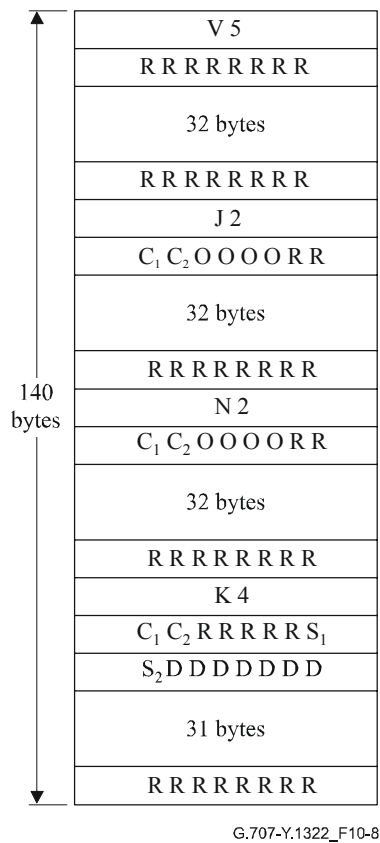 V 5
R R R R R R R R
32 bytes
R R R R R R R R
J 2
C₁ C₂ O O O O R R
32 bytes
R R R R R R R R
140
bytes
N 2
C₁ C₂ O O O O R R
32 bytes
R R R R R R R R
K 4
C₁ C₂ R R R R R S₁
S₂ D D D D D D D
31 bytes
R R R R R R R R
G.707-Y.1322_F10-8